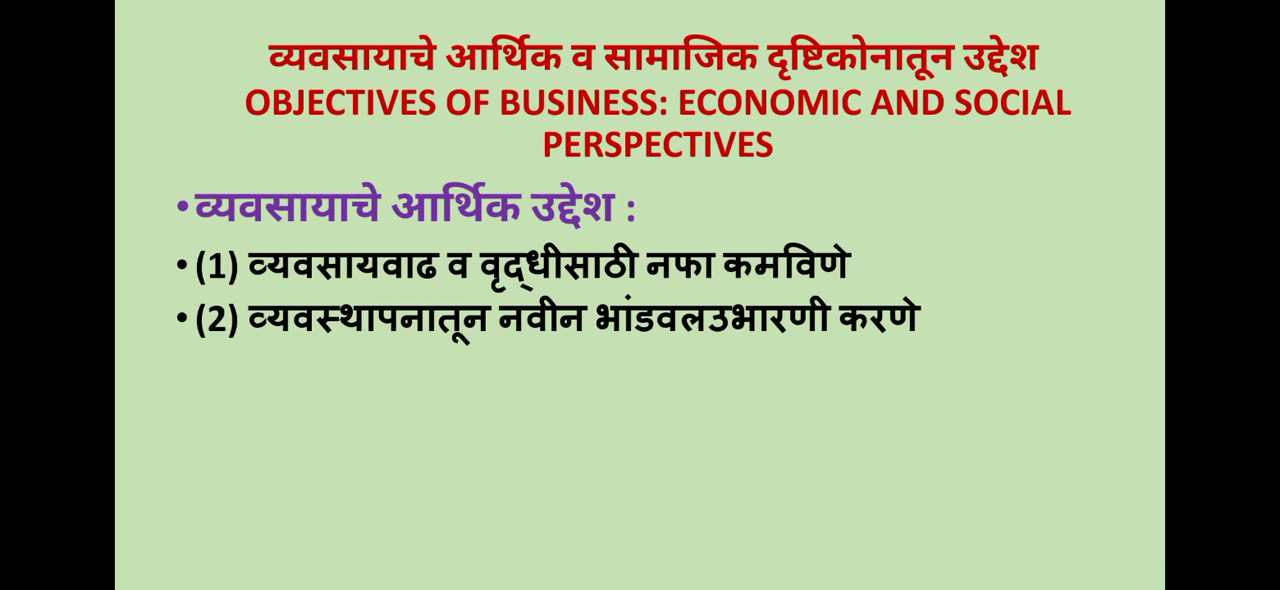 व्यवसायाचे आर्थिक व सामाजिक दृष्टिकोनातून उद्देश
OBJECTIVES OF BUSINESS: ECONOMIC AND SOCIAL
PERSPECTIVES
•व्यवसायाचे आर्थिक उद्देश :
• (1) व्यवसायवाढ व वृद्‌धीसाठी नफा कमविणे
• (2) व्यवस्थापनातून नवीन भांडवलउभारणी करणे